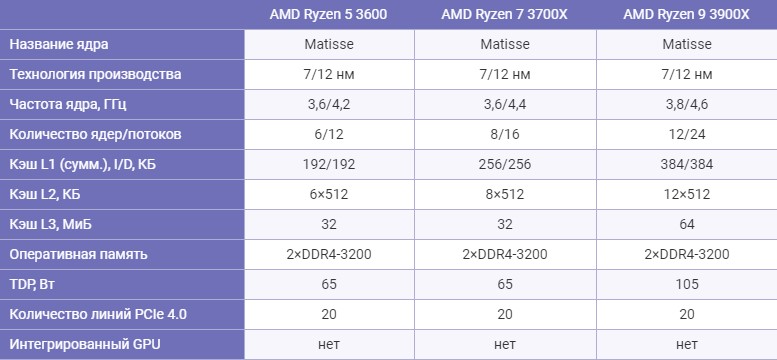 AMD Ryzen 5 3600 AMD Ryzen 7 3700X AMD Ryzen 9 3900X
Название ядра Matisse Matisse Matisse
Технология производства 7/12 нм 7/12 нм 7/12 нм
Частота ядра, ГГц 3,6/4,2 3,6/4,4 3,8/4,6
Количество ядер/потоков 6/12 8/16 12/24
Кэш L1 (сумм.), I/D, КБ 192/192 256/256 384/384
Кэш L2, КБ 6×512 8×512 12×512
Кэш L3, МиБ 32 32 64
Оперативная память 2×DDR4-3200 2×DDR4-3200 2×DDR4-3200
TDP, Вт 65 65 105
Количество линий PCIe 4.0 20 20 20
Интегрированный GPU нет нет нет